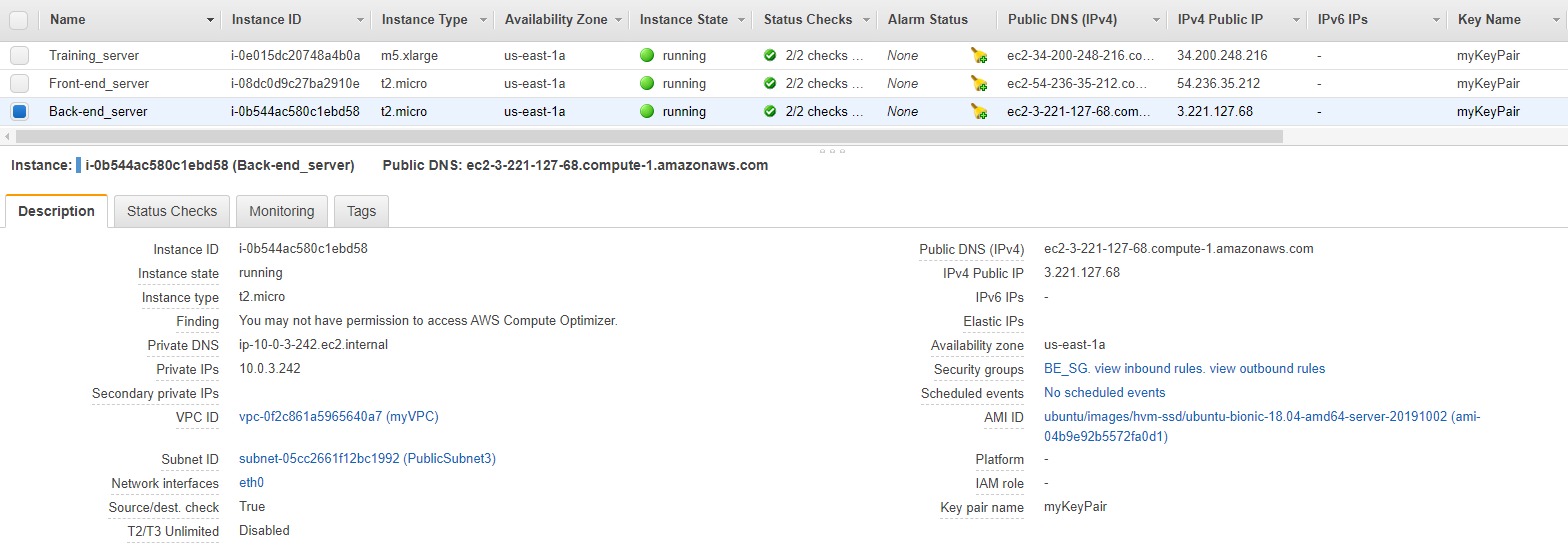 Name Instance ID Instance Type Availability Zone Instance State Status Checks Alarm Status Public DNS (IPv4) IPv4 Public IP IPv6 IPs Key Name
Training_server i-0e015dc20748a4b0a m5.xlarge us-east-1a running 2/2 checks ... None ec2-34-200-248-216.co... 34.200.248.216 - myKeyPair
Front-end_server i-08dc0d9c27ba2910e t2.micro us-east-1a running 2/2 checks ... None ec2-54-236-35-212.co... 54.236.35.212 - myKeyPair
Back-end_server i-0b544ac580c1ebd58 t2.micro us-east-1a running 2/2 checks ... None ec2-3-221-127-68.com... 3.221.127.68 - myKeyPair
Instance: i-0b544ac580c1ebd58 (Back-end_server) Public DNS: ec2-3-221-127-68.compute-1.amazonaws.com
Description Status Checks Monitoring Tags
Instance ID i-0b544ac580c1ebd58 Public DNS (IPv4) ec2-3-221-127-68.compute-1.amazonaws.com
Instance state running IPv4 Public IP 3.221.127.68
Instance type t2.micro IPv6 IPs -
Finding You may not have permission to access AWS Compute Optimizer. Elastic IPs
Private DNS ip-10-0-3-242.ec2.internal Availability zone us-east-1a
Private IPs 10.0.3.242 Security groups BE_SG. view inbound rules. view outbound rules
Secondary private IPs Scheduled events No scheduled events
VPC ID vpc-0f2c861a5965640a7 (myVPC) AMI ID ubuntu/images/hvm-ssd/ubuntu-bionic-18.04-amd64-server-20191002 (ami-
04b9e92b5572fa0d1)
Subnet ID subnet-05cc2661f12bc1992 (PublicSubnet3) Platform -
Network interfaces eth0 IAM role -
Source/dest. check True Key pair name myKeyPair
T2/T3 Unlimited Disabled